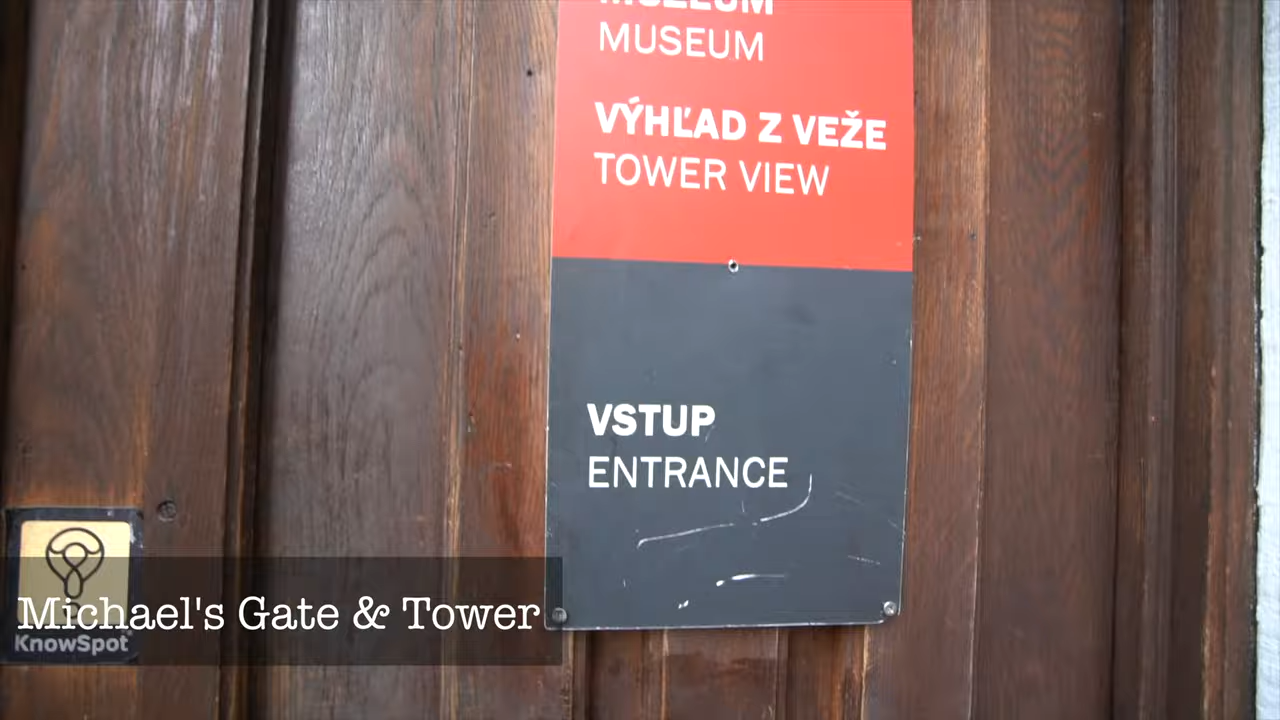 MÚZEUM
MUSEUM
VÝHĽAD Z VEŽE
TOWER VIEW
VSTUP
ENTRANCE
Michael's Gate & Tower
KnowSpot